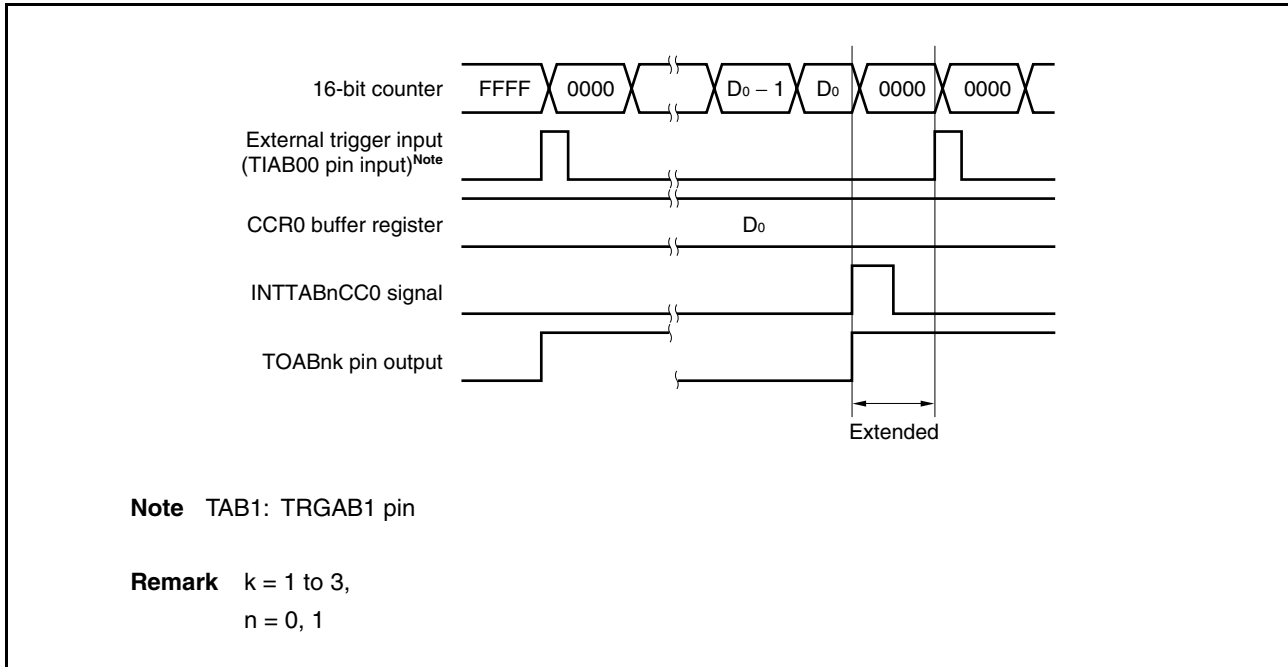 16-bit counter FFFF 0000 D0 − 1 D0 0000 0000
External trigger input
(TIAB00 pin input)Note
CCR0 buffer register D0
INTTABnCC0 signal
TOABnk pin output
Extended
Note TAB1: TRGAB1 pin
Remark k = 1 to 3,
n = 0, 1